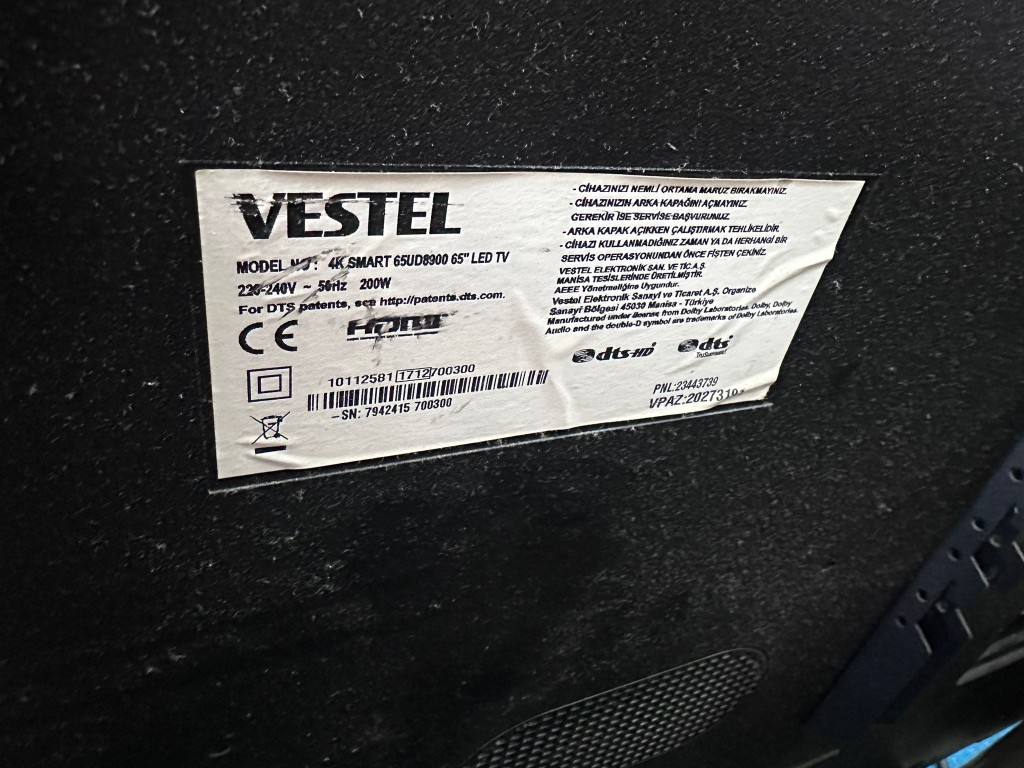 VESTEL
MODEL NO : 4K SMART 65UD8900 65" LED TV
220-240V ~ 50Hz 200W
For DTS patents, see http://patents.dts.com.
CE HDMI
10112581 1712 700300
-SN: 7942415 700300
- CİHAZINIZI NEMLİ ORTAMA MARUZ BIRAKMAYINIZ.
- CİHAZINIZIN ARKA KAPAĞINI AÇMAYINIZ.
GEREKİR İSE SERVİSE BAŞVURUNUZ.
- ARKA KAPAK AÇIKKEN ÇALIŞTIRMAK TEHLİKELİDİR.
- CİHAZI KULLANMADIĞINIZ ZAMAN YA DA HERHANGİ BİR
SERVİS OPERASYONUNDAN ÖNCE FİŞTEN ÇEKİNİZ.
VESTEL ELEKTRONİK SAN. VE TİC.A.Ş.
MANİSA TESİSLERİNDE ÜRETİLMİŞTİR.
AEEE Yönetmeliğine Uygundur.
Vestel Elektronik Sanayi ve Ticaret A.Ş. Organize
Sanayi Bölgesi 45030 Manisa - Türkiye
Manufactured under license from Dolby Laboratories. Dolby, Dolby
Audio and the double-D symbol are trademarks of Dolby Laboratories.
dts-HD dts TruSurround
PNL:23443739
VPAZ:2027319